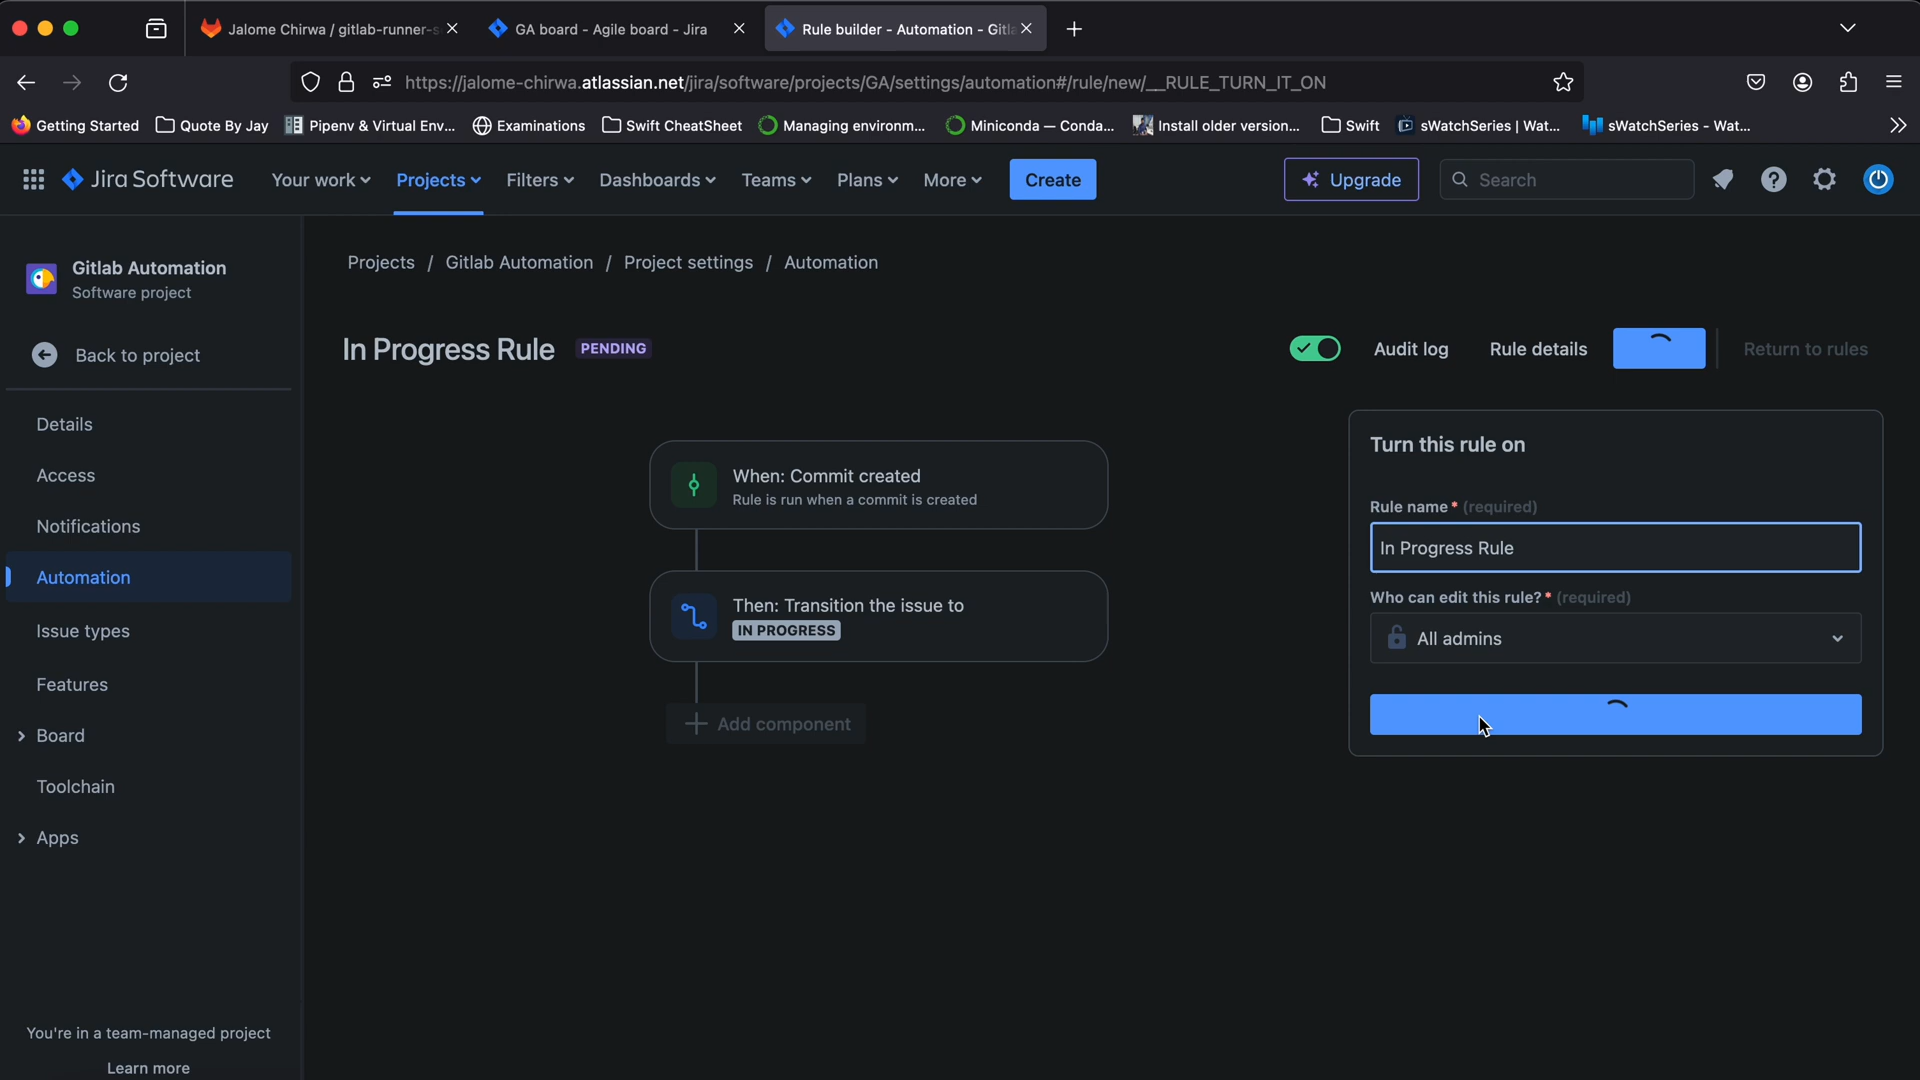 Jalome Chirwa / gitlab-runner-s
GA board - Agile board - Jira
Rule builder - Automation - Gitla
https://jalome-chirwa.atlassian.net/jira/software/projects/GA/settings/automation#/rule/new/__RULE_TURN_IT_ON
Getting Started
Quote By Jay
Pipenv & Virtual Env...
Examinations
Swift CheatSheet
Managing environm...
Miniconda — Conda...
Install older version...
Swift
sWatchSeries | Wat...
sWatchSeries - Wat...
Jira Software
Your work
Projects
Filters
Dashboards
Teams
Plans
More
Create
Upgrade
Search
Gitlab Automation
Software project
Back to project
Details
Access
Notifications
Automation
Issue types
Features
Board
Toolchain
Apps
You're in a team-managed project
Learn more
Projects / Gitlab Automation / Project settings / Automation
In Progress Rule PENDING
Audit log
Rule details
Return to rules
When: Commit created
Rule is run when a commit is created
Then: Transition the issue to
IN PROGRESS
Add component
Turn this rule on
Rule name * (required)
In Progress Rule
Who can edit this rule? * (required)
All admins